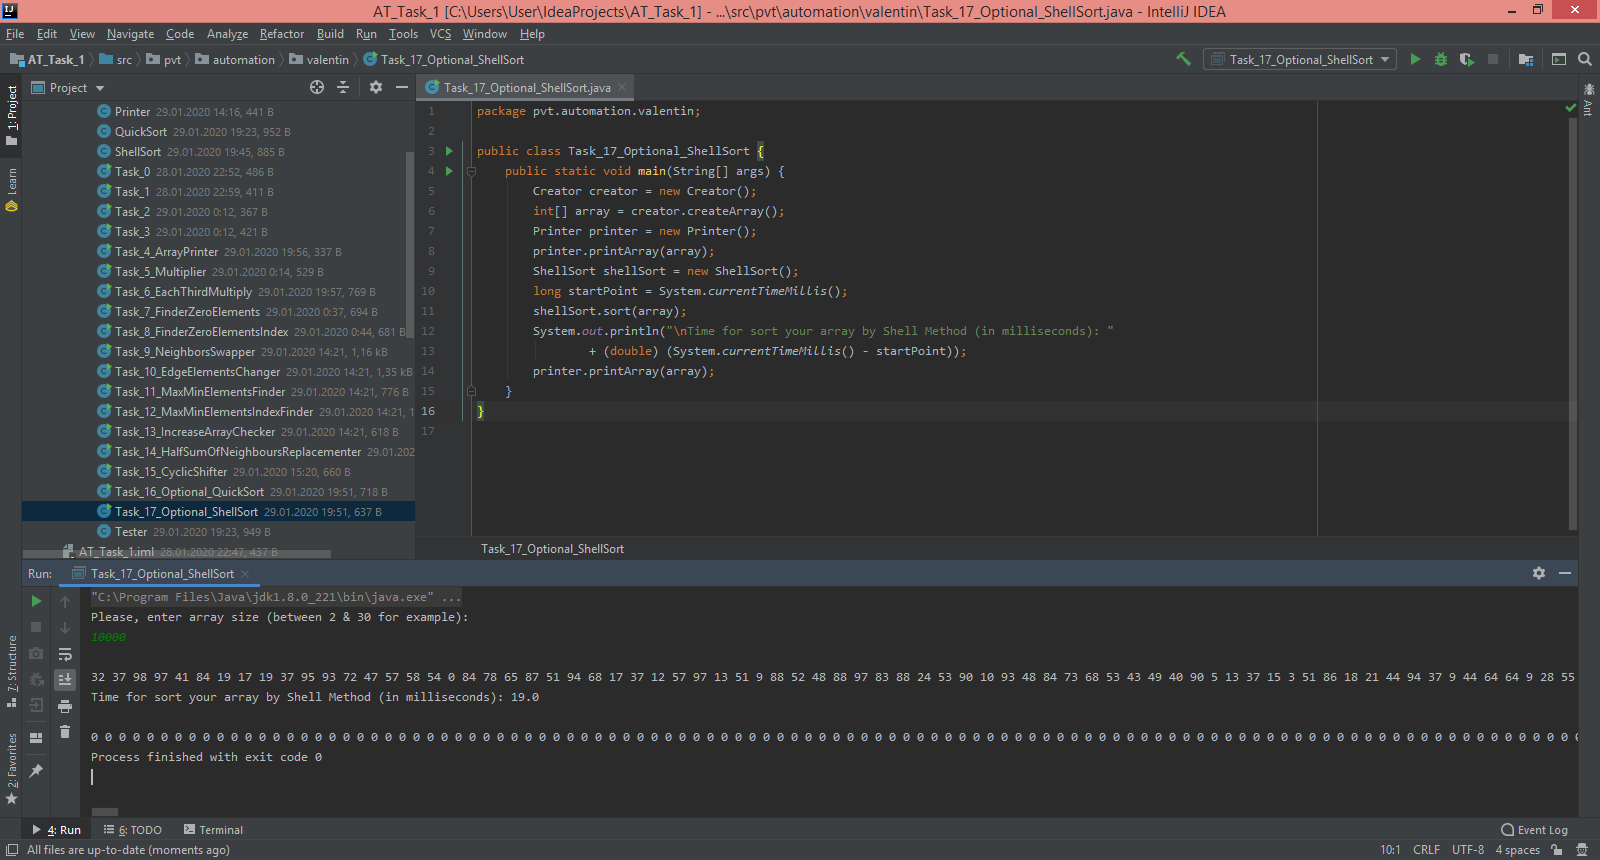 AT_Task_1 [C:\Users\User\IdeaProjects\AT_Task_1] - ...\src\pvt\automation\valentin\Task_17_Optional_ShellSort.java - IntelliJ IDEA
File Edit View Navigate Code Analyze Refactor Build Run Tools VCS Window Help
AT_Task_1 src pvt automation valentin Task_17_Optional_ShellSort
Task_17_Optional_ShellSort
Project
Task_17_Optional_ShellSort.java
1: Project
Learn
7: Structure
2: Favorites
Ant
Printer 29.01.2020 14:16, 441 B
QuickSort 29.01.2020 19:23, 952 B
ShellSort 29.01.2020 19:45, 885 B
Task_0 28.01.2020 22:52, 486 B
Task_1 28.01.2020 22:59, 411 B
Task_2 29.01.2020 0:12, 367 B
Task_3 29.01.2020 0:12, 421 B
Task_4_ArrayPrinter 29.01.2020 19:56, 337 B
Task_5_Multiplier 29.01.2020 0:14, 529 B
Task_6_EachThirdMultiply 29.01.2020 19:57, 769 B
Task_7_FinderZeroElements 29.01.2020 0:37, 694 B
Task_8_FinderZeroElementsIndex 29.01.2020 0:44, 681 B
Task_9_NeighborsSwapper 29.01.2020 14:21, 1,16 kB
Task_10_EdgeElementsChanger 29.01.2020 14:21, 1,35 kB
Task_11_MaxMinElementsFinder 29.01.2020 14:21, 776 B
Task_12_MaxMinElementsIndexFinder 29.01.2020 14:21, 1
Task_13_IncreaseArrayChecker 29.01.2020 14:21, 618 B
Task_14_HalfSumOfNeighboursReplacementer 29.01.202
Task_15_CyclicShifter 29.01.2020 15:20, 660 B
Task_16_Optional_QuickSort 29.01.2020 19:51, 718 B
Task_17_Optional_ShellSort 29.01.2020 19:51, 637 B
Tester 29.01.2020 19:23, 949 B
AT_Task_1.iml 28.01.2020 22:47, 437 B
1 package pvt.automation.valentin;
2
3 public class Task_17_Optional_ShellSort {
4 public static void main(String[] args) {
5 Creator creator = new Creator();
6 int[] array = creator.createArray();
7 Printer printer = new Printer();
8 printer.printArray(array);
9 ShellSort shellSort = new ShellSort();
10 long startPoint = System.currentTimeMillis();
11 shellSort.sort(array);
12 System.out.println("\nTime for sort your array by Shell Method (in milliseconds): "
13 + (double) (System.currentTimeMillis() - startPoint));
14 printer.printArray(array);
15 }
16 }
17
Task_17_Optional_ShellSort
Run: Task_17_Optional_ShellSort
"C:\Program Files\Java\jdk1.8.0_221\bin\java.exe" ...
Please, enter array size (between 2 & 30 for example):
10000
32 37 98 97 41 84 19 17 19 37 95 93 72 47 57 58 54 0 84 78 65 87 51 94 68 17 37 12 57 97 13 51 9 88 52 48 88 97 83 88 24 53 90 10 93 48 84 73 68 53 43 49 40 90 5 13 37 15 3 51 86 18 21 44 94 37 9 44 64 64 9 28 55
Time for sort your array by Shell Method (in milliseconds): 19.0
0 0 0 0 0 0 0 0 0 0 0 0 0 0 0 0 0 0 0 0 0 0 0 0 0 0 0 0 0 0 0 0 0 0 0 0 0 0 0 0 0 0 0 0 0 0 0 0 0 0 0 0 0 0 0 0 0 0 0 0 0 0 0 0 0 0 0 0 0 0 0 0 0 0 0 0 0 0 0 0 0 0 0 0 0 0 0 0 0 0 0 0 0 0 0 0 0 0 0 0 0 0 0 0 0 0 0
Process finished with exit code 0
4: Run 6: TODO Terminal Event Log
All files are up-to-date (moments ago) 10:1 CRLF UTF-8 4 spaces